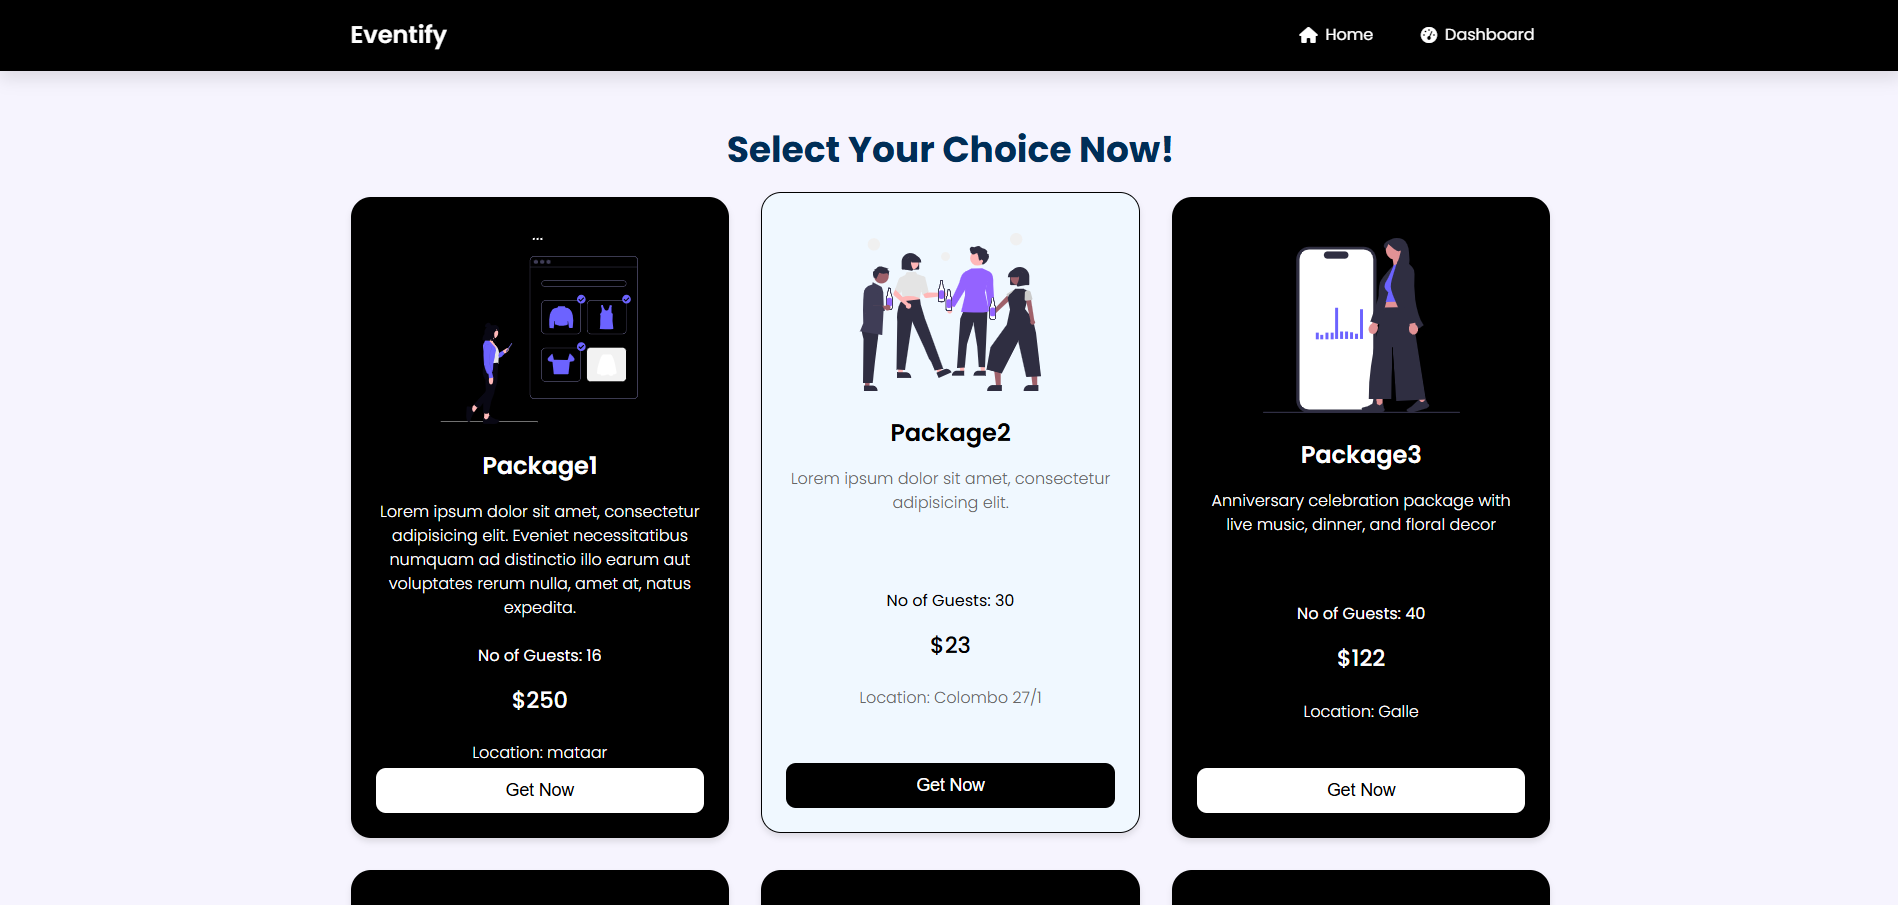 Eventify
Home
Dashboard
Select Your Choice Now!
...
Package1
Lorem ipsum dolor sit amet, consectetur
adipisicing elit. Eveniet necessitatibus
numquam ad distinctio illo earum aut
voluptates rerum nulla, amet at, natus
expedita.
No of Guests: 16
$250
Location: mataar
Get Now
Package2
Lorem ipsum dolor sit amet, consectetur
adipisicing elit.
No of Guests: 30
$23
Location: Colombo 27/1
Get Now
Package3
Anniversary celebration package with
live music, dinner, and floral decor
No of Guests: 40
$122
Location: Galle
Get Now